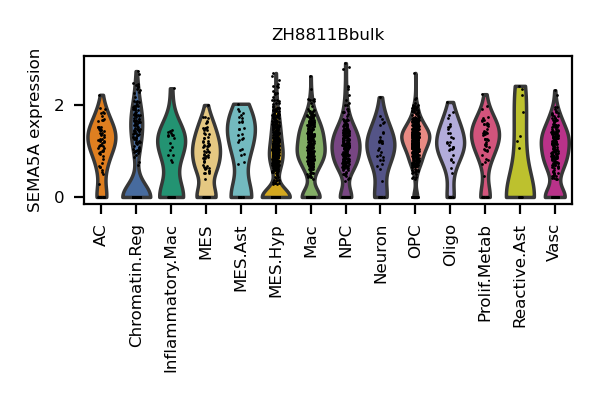 ZH8811Bbulk
SEMA5A expression
2
0
AC
Chromatin.Reg
Inflammatory.Mac
MES
MES.Ast
MES.Hyp
Mac
NPC
Neuron
OPC
Oligo
Prolif.Metab
Reactive.Ast
Vasc